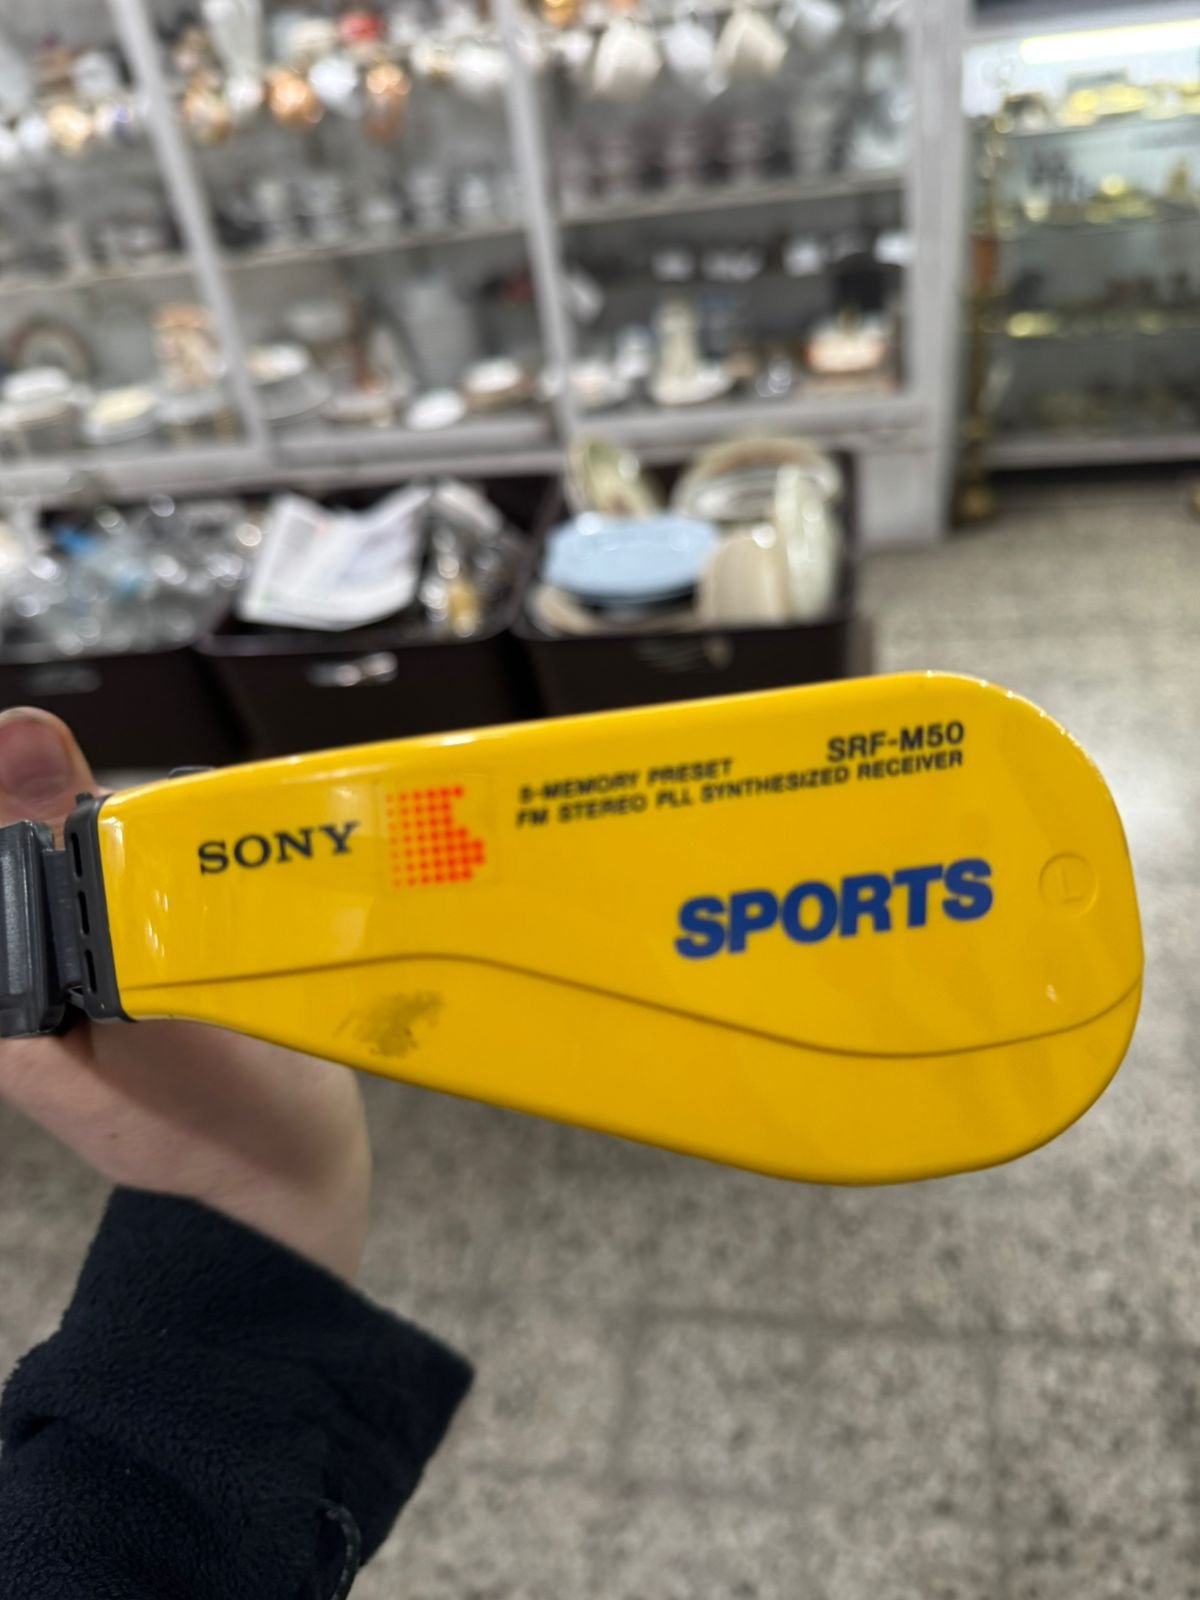 SRF-M50
5-MEMORY PRESET
FM STEREO PLL SYNTHESIZED RECEIVER
SONY
SPORTS
L